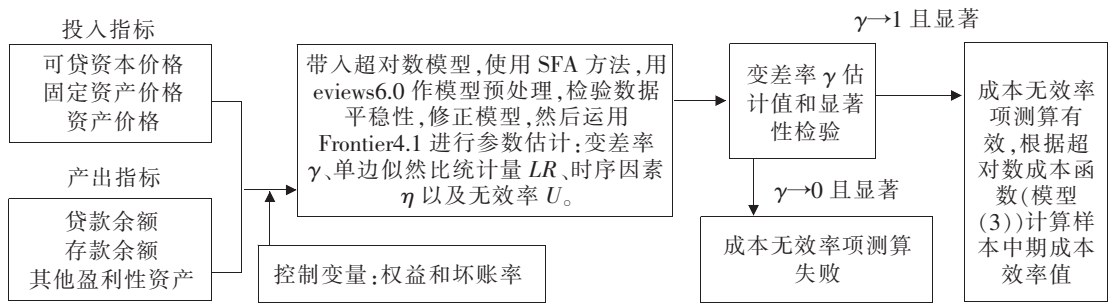 投入指标
可贷资本价格
固定资产价格
资产价格
产出指标
贷款余额
存款余额
其他盈利性资产
带入超对数模型,使用 SFA 方法,用
eviews6.0 作模型预处理,检验数据
平稳性,修正模型,然后运用
Frontier4.1 进行参数估计:变差率
γ、单边似然比统计量 LR、时序因素
η 以及无效率 U。
控制变量:权益和坏账率
变差率 γ 估
计值和显著
性检验
γ→1 且显著
γ→0 且显著
成本无效率项测算
失败
成本无效率
项测算有
效,根据超
对数成本函
数(模型
(3))计算样
本中期成本
效率值